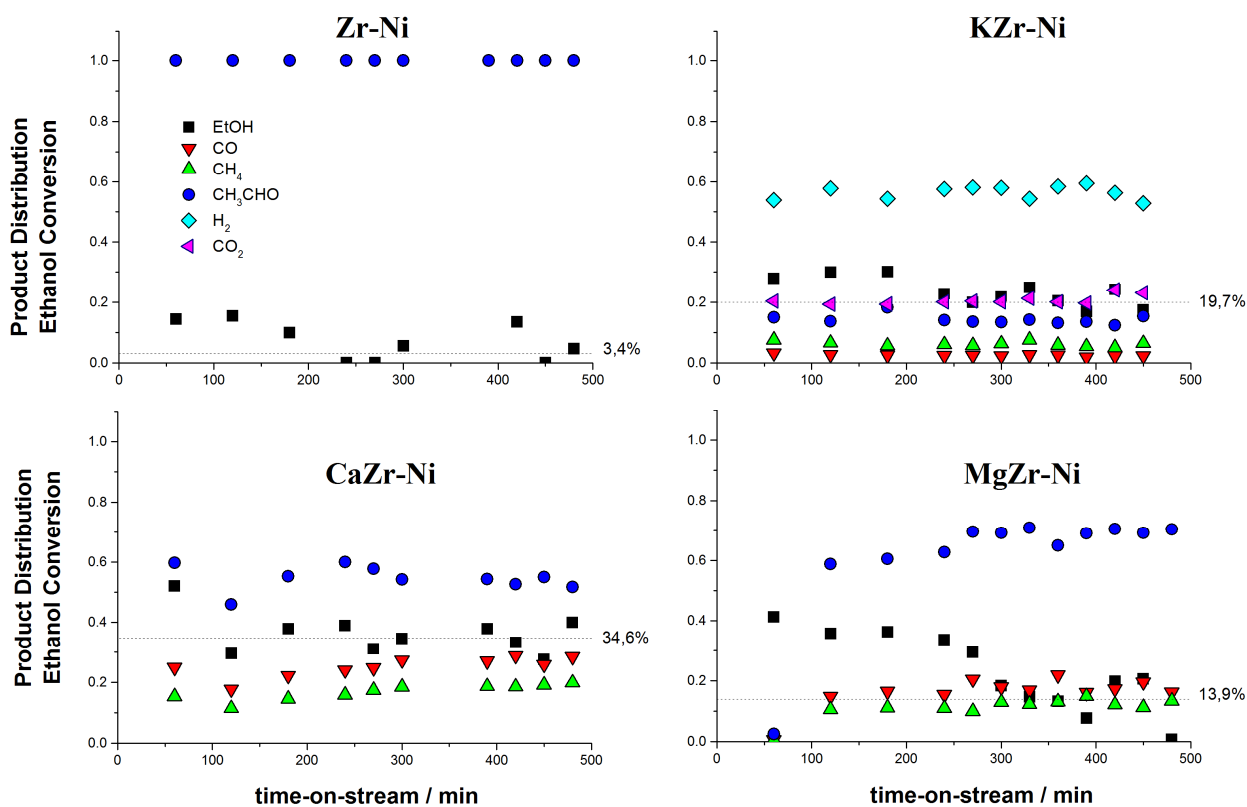 Zr-Ni
KZr-Ni
Product Distribution
Ethanol Conversion
1.0
0.8
0.6
0.4
0.2
0.0
EtOH
CO
CH4
CH3CHO
H2
CO2
3,4%
0 100 200 300 400 500
1.0
0.8
0.6
0.4
0.2
0.0
19,7%
0 100 200 300 400 500
CaZr-Ni
MgZr-Ni
Product Distribution
Ethanol Conversion
1.0
0.8
0.6
0.4
0.2
0.0
34,6%
0 100 200 300 400 500
time-on-stream / min
1.0
0.8
0.6
0.4
0.2
0.0
13,9%
0 100 200 300 400 500
time-on-stream / min